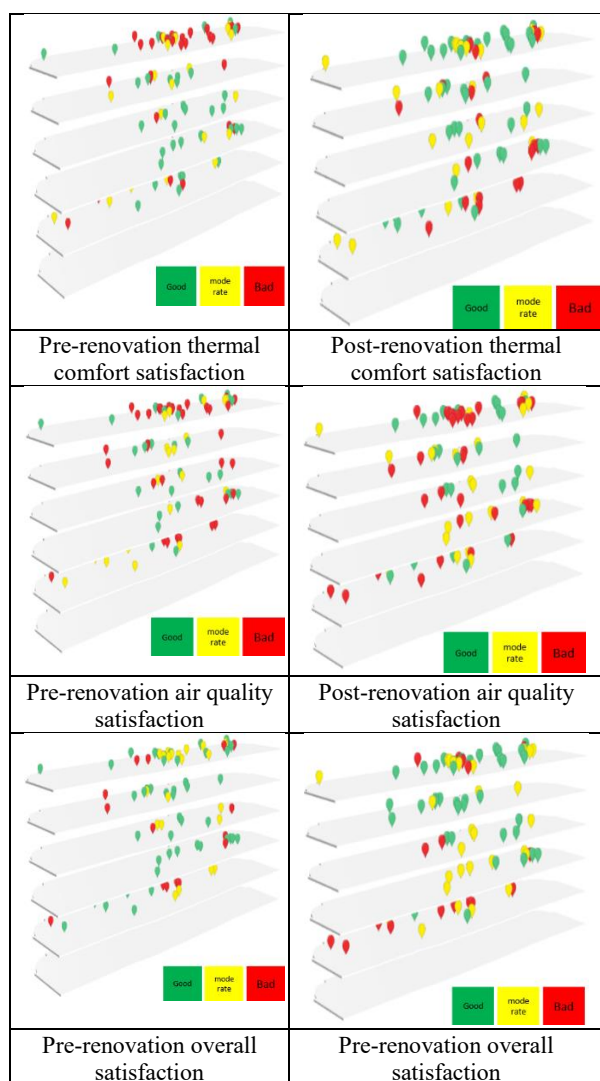 Good
mode
rate
Bad
Good
mode
rate
Bad
Pre-renovation thermal
comfort satisfaction
Post-renovation thermal
comfort satisfaction
Good
mode
rate
Bad
Good
mode
rate
Bad
Pre-renovation air quality
satisfaction
Post-renovation air quality
satisfaction
Good
mode
rate
Bad
Good
mode
rate
Bad
Pre-renovation overall
satisfaction
Pre-renovation overall
satisfaction